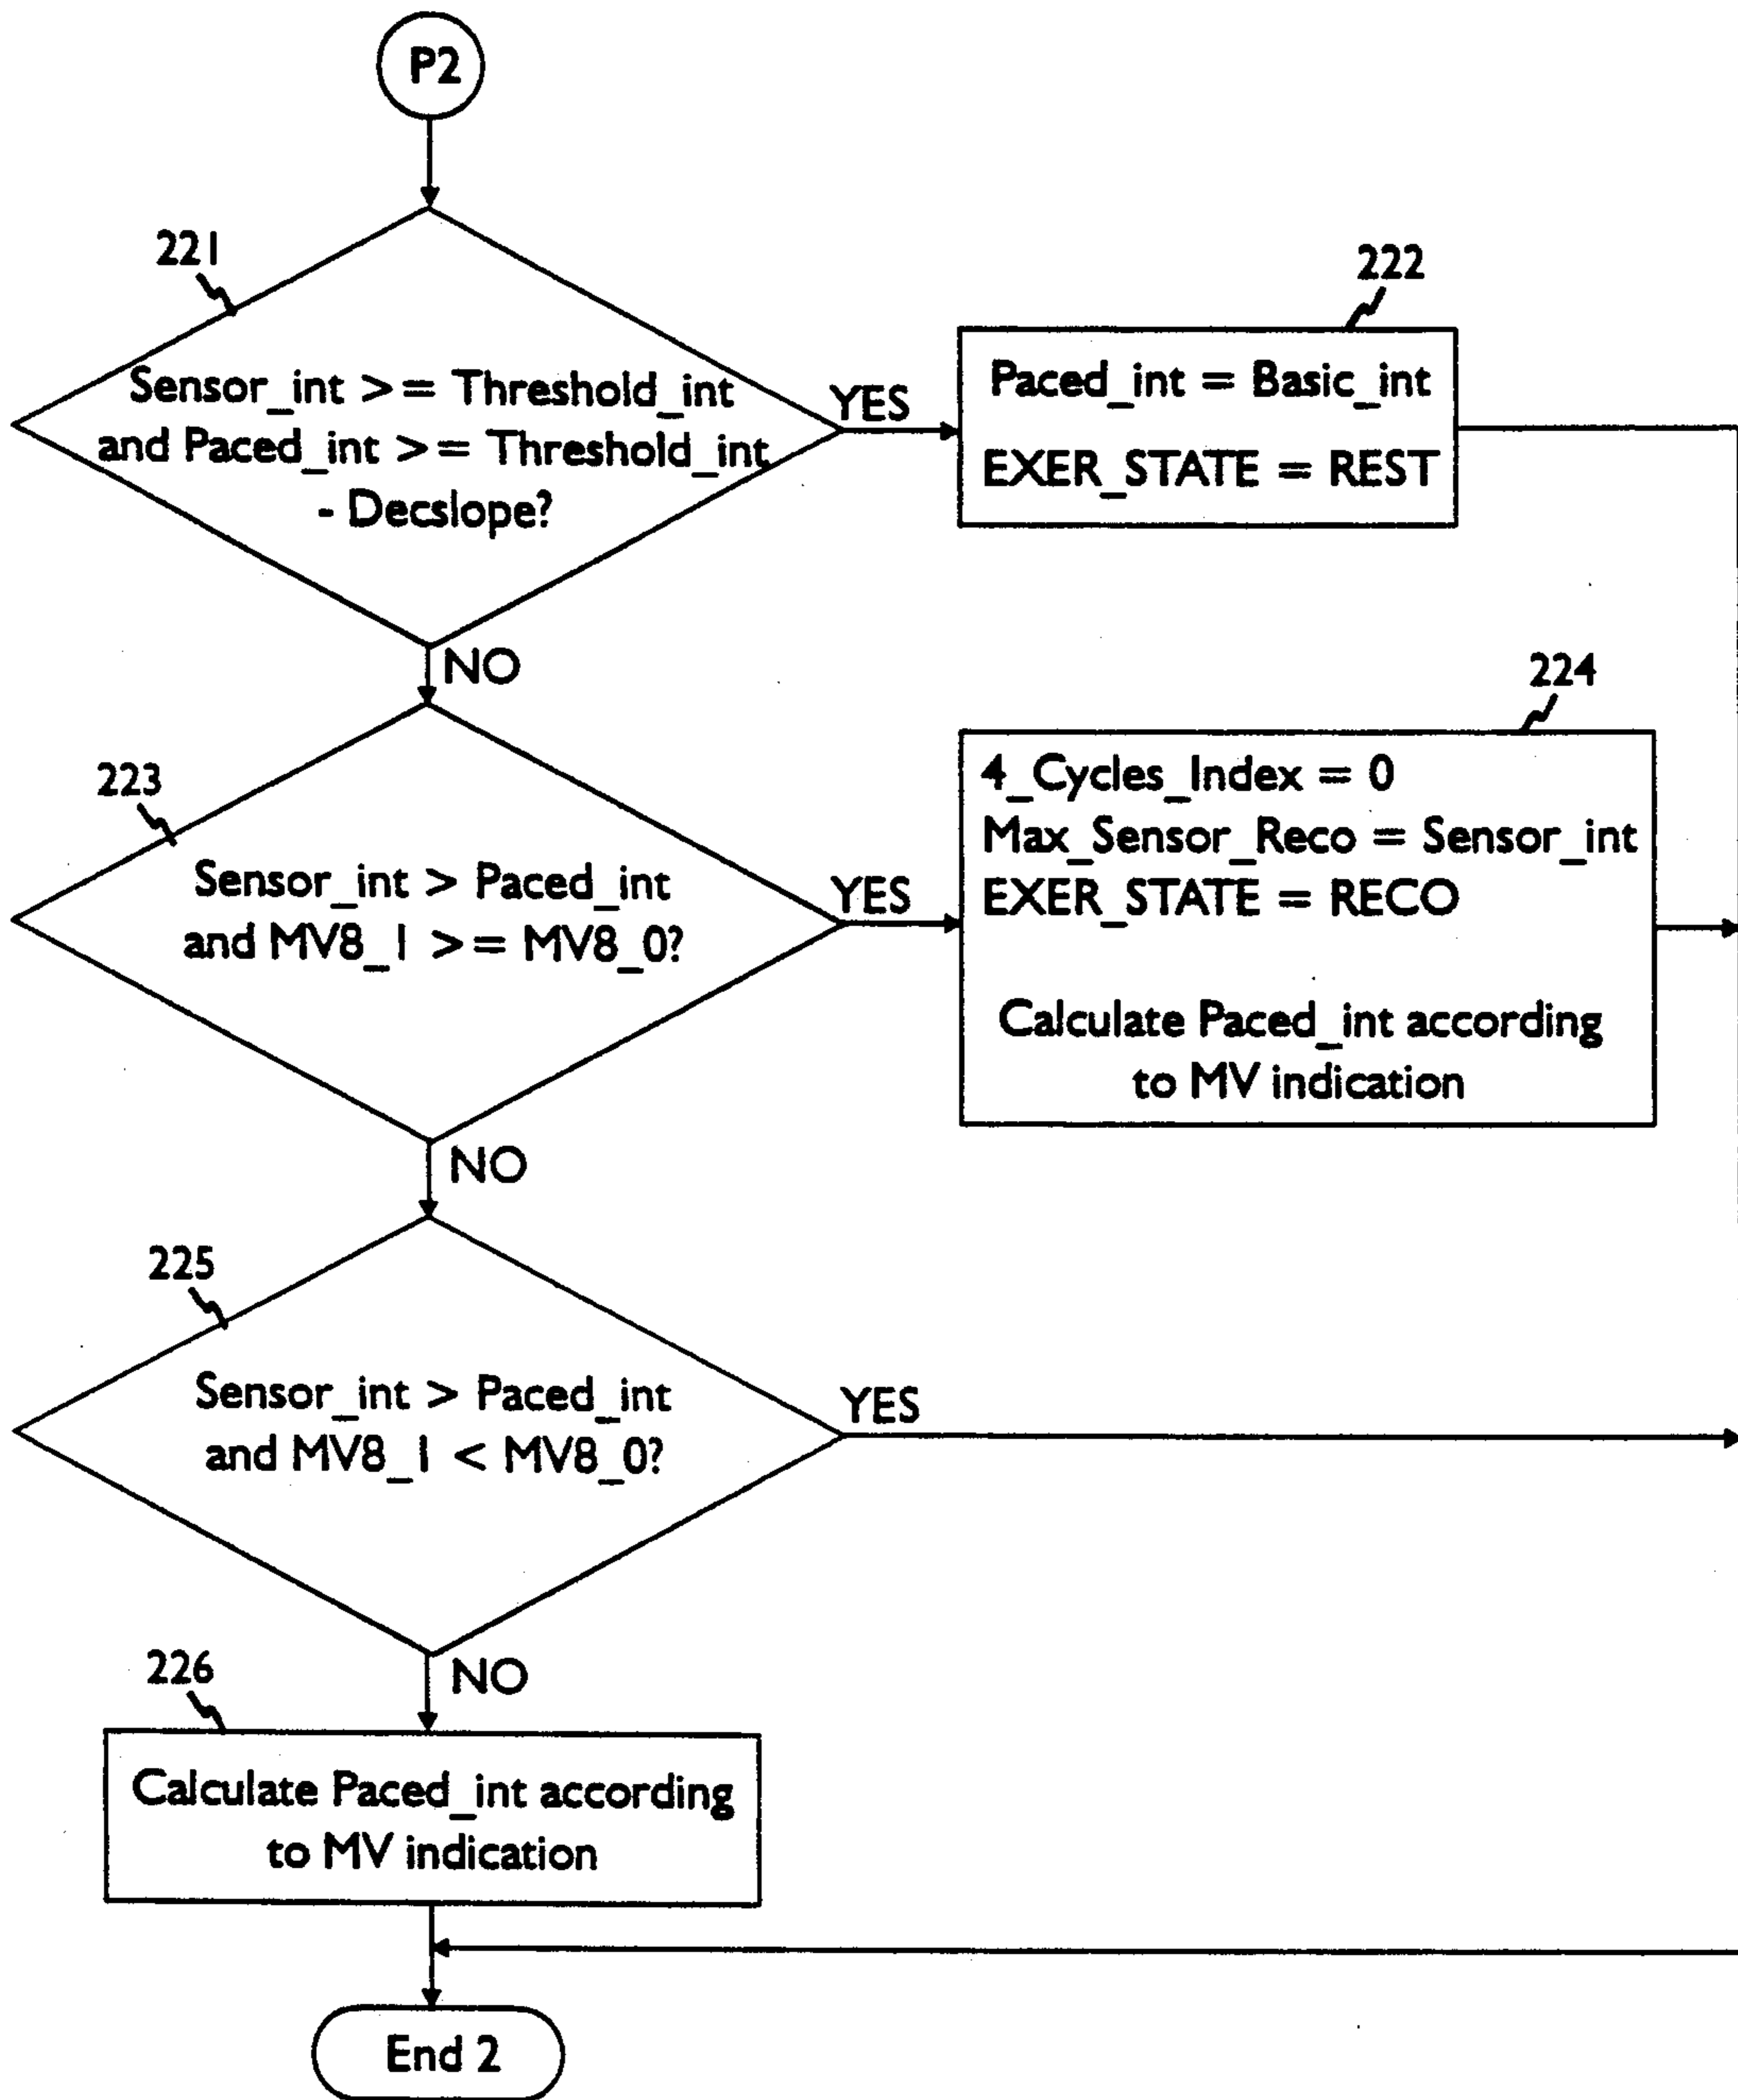 P2
221
Sensor_int >= Threshold_int
and Paced_int >= Threshold_int
- Decslope?
YES
222
Paced_int = Basic_int
EXER_STATE = REST
NO
223
Sensor_int > Paced_int
and MV8_1 >= MV8_0?
YES
224
4_Cycles_Index = 0
Max_Sensor_Reco = Sensor_int
EXER_STATE = RECO
Calculate Paced_int according
to MV indication
NO
225
Sensor_int > Paced_int
and MV8_1 < MV8_0?
YES
NO
226
Calculate Paced_int according
to MV indication
End 2